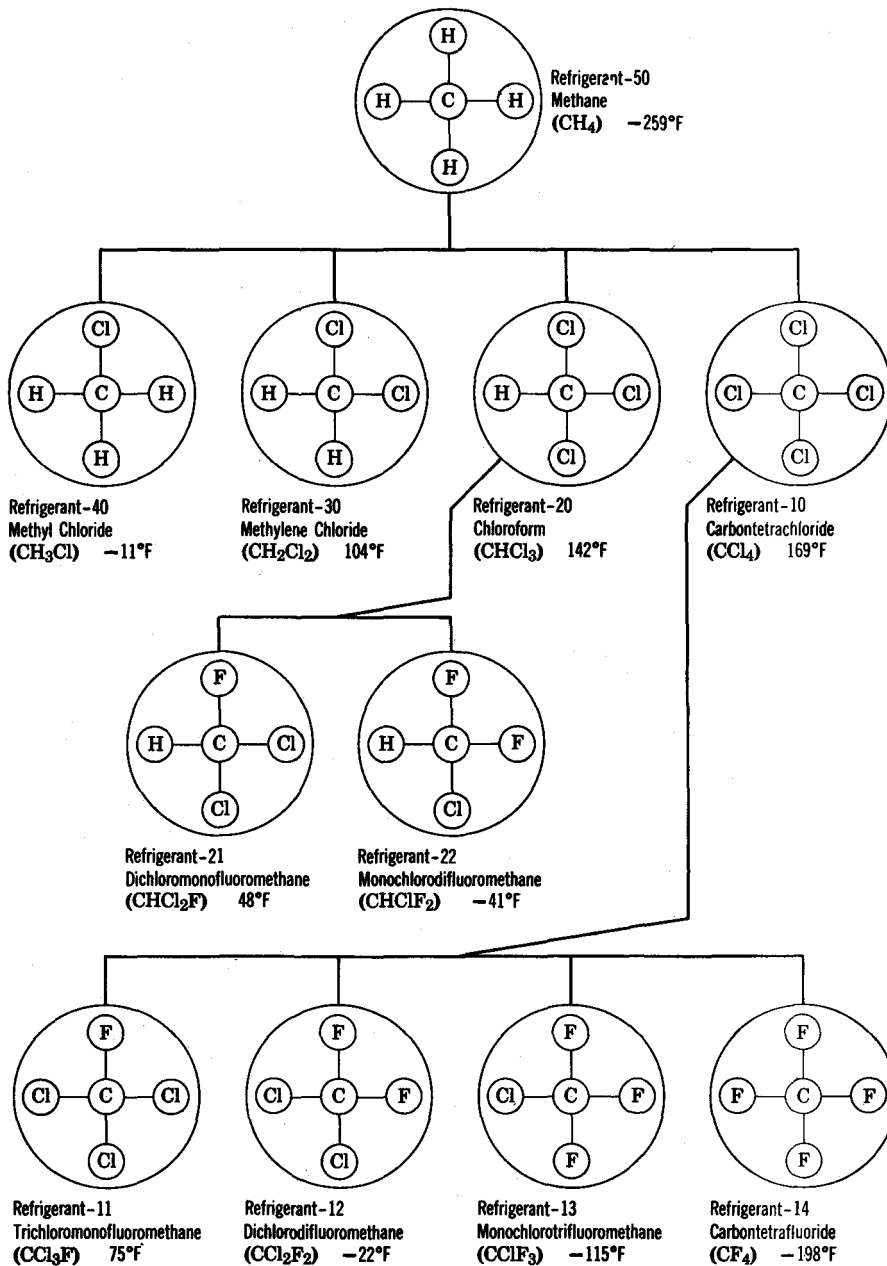 H
H C H
H
Refrigerant-50
Methane
(CH₄) −259°F
Cl
H C H
H
Refrigerant-40
Methyl Chloride
(CH₃Cl) −11°F
Cl
H C Cl
H
Refrigerant-30
Methylene Chloride
(CH₂Cl₂) 104°F
Cl
H C Cl
Cl
Refrigerant-20
Chloroform
(CHCl₃) 142°F
Cl
Cl C Cl
Cl
Refrigerant-10
Carbontetrachloride
(CCl₄) 169°F
F
H C Cl
Cl
Refrigerant-21
Dichloromonofluoromethane
(CHCl₂F) 48°F
F
H C F
Cl
Refrigerant-22
Monochlorodifluoromethane
(CHClF₂) −41°F
F
Cl C Cl
Cl
Refrigerant-11
Trichloromonofluoromethane
(CCl₃F) 75°F
F
Cl C F
Cl
Refrigerant-12
Dichlorodifluoromethane
(CCl₂F₂) −22°F
F
Cl C F
F
Refrigerant-13
Monochlorotrifluoromethane
(CClF₃) −115°F
F
F C F
F
Refrigerant-14
Carbontetrafluoride
(CF₄) −198°F